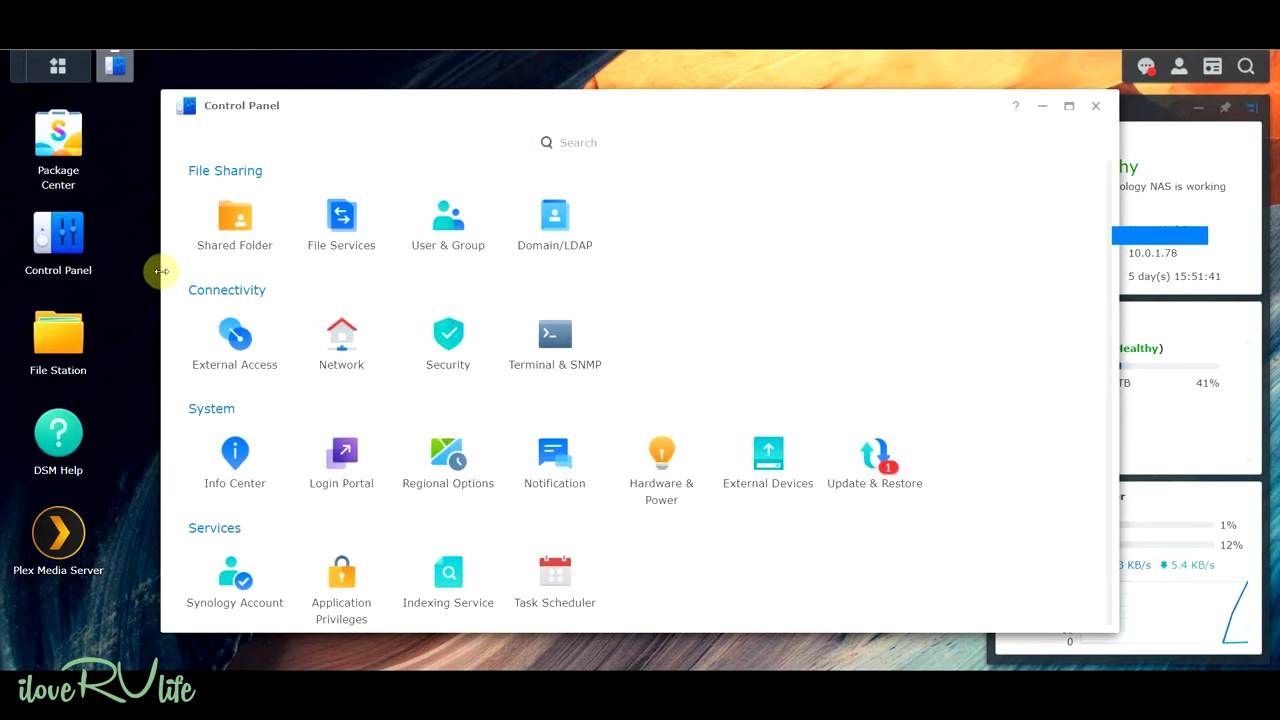 Control Panel
Search
File Sharing
Shared Folder
File Services
User & Group
Domain/LDAP
Connectivity
External Access
Network
Security
Terminal & SNMP
System
Info Center
Login Portal
Regional Options
Notification
Hardware &
Power
External Devices
Update & Restore
1
Services
Synology Account
Application
Privileges
Indexing Service
Task Scheduler
Package
Center
Control Panel
File Station
DSM Help
Plex Media Server
hy
ology NAS is working
10.0.1.78
5 day(s) 15:51:41
Healthy)
TB
41%
1%
12%
3 KB/s
5.4 KB/s
0
iloveRVlife